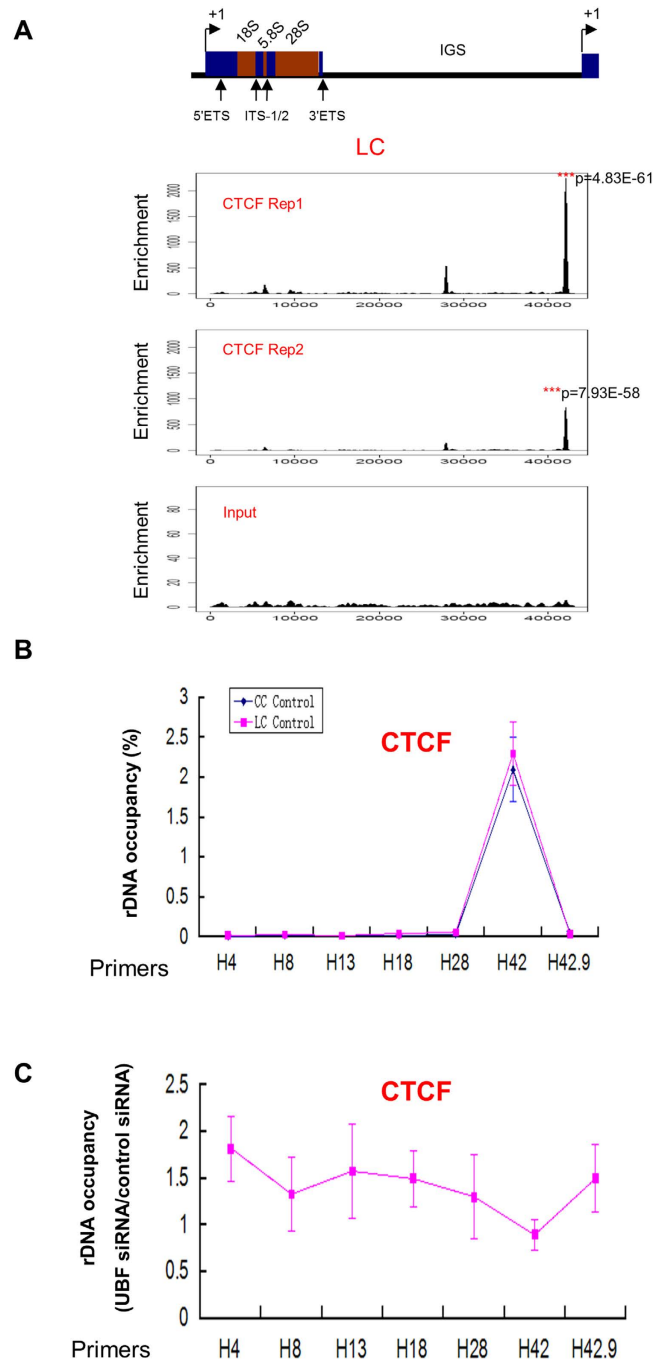 A
+1
18S
5.8S
28S
+1
IGS
5'ETS
ITS-1/2
3'ETS
LC
Enrichment
2000
1500
1000
500
0
CTCF Rep1
***p=4.83E-61
0 10000 20000 30000 40000
Enrichment
2000
1500
1000
500
0
CTCF Rep2
***p=7.93E-58
0 10000 20000 30000 40000
Enrichment
80
60
40
20
0
Input
0 10000 20000 30000 40000
B
rDNA occupancy (%)
3
2.5
2
1.5
1
0.5
0
CC Control
LC Control
CTCF
Primers H4 H8 H13 H18 H28 H42 H42.9
C
rDNA occupancy
(UBF siRNA/control siRNA)
2.5
2
1.5
1
0.5
0
CTCF
Primers H4 H8 H13 H18 H28 H42 H42.9